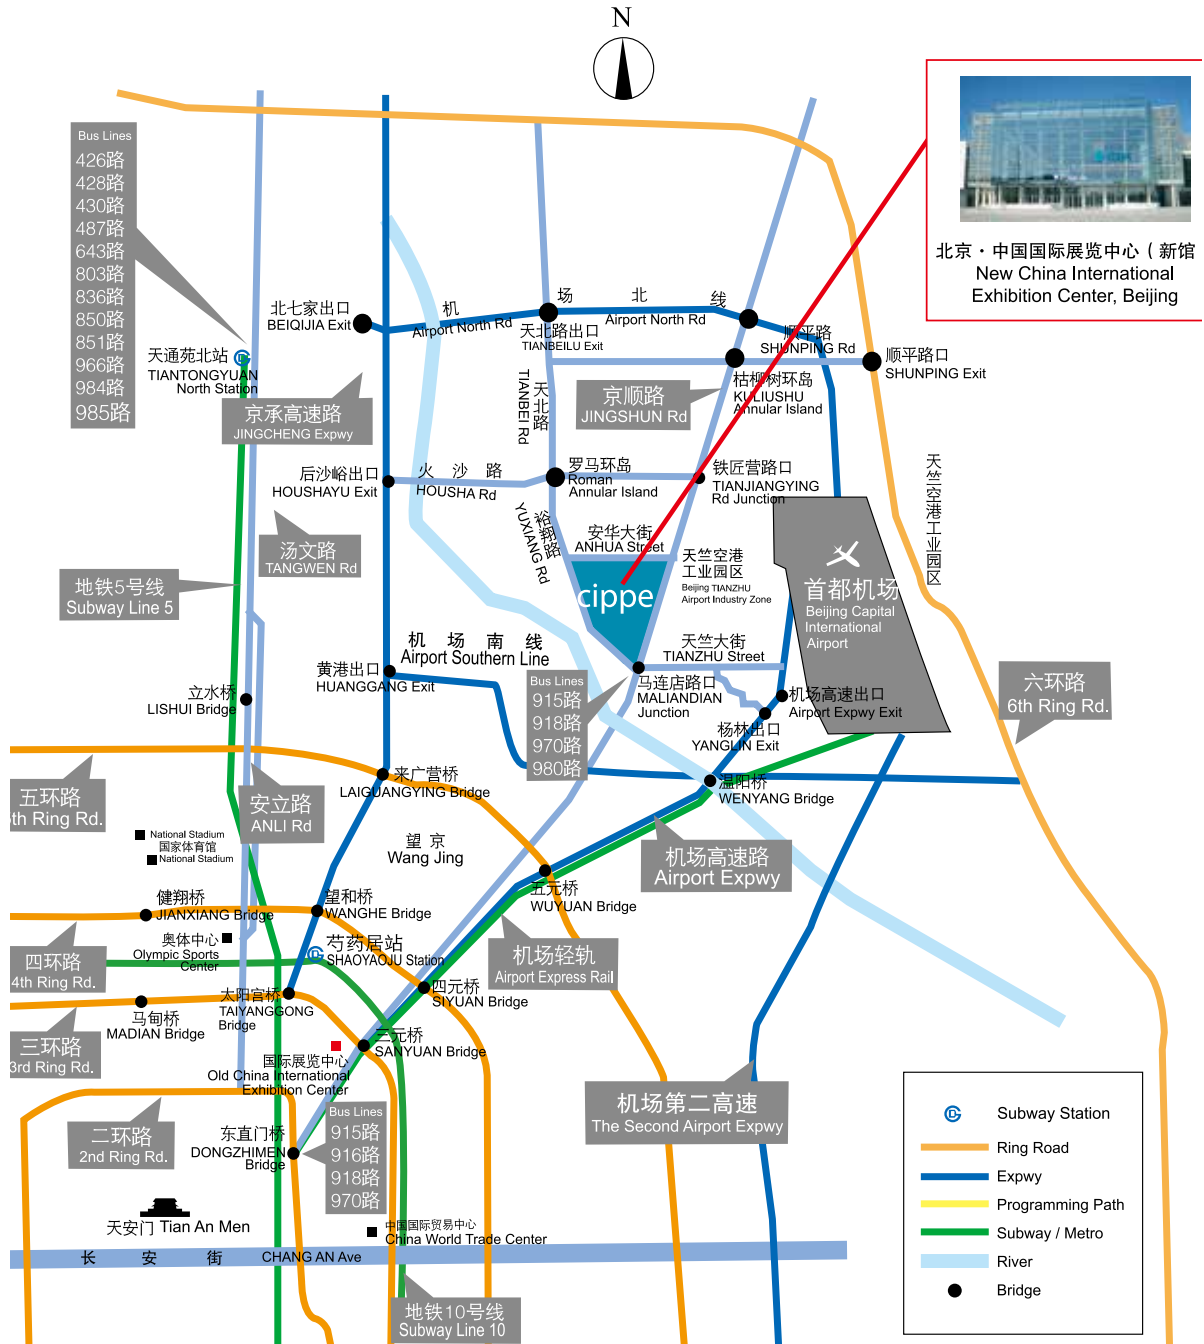 N
北京・中国国际展览中心（新馆
New China International
Exhibition Center, Beijing
Bus Lines
426路
428路
430路
487路
643路
803路
836路
850路
851路
966路
984路
985路
北七家出口
BEIQIJIA Exit
机 场 北 线
Airport North Rd
Airport North Rd
天北路出口
TIANBEILU Exit
顺平路
SHUNPING Rd
顺平路口
SHUNPING Exit
天通苑北站
TIANTONGYUAN
North Station
京承高速路
JINGCHENG Expwy
天北路
TIANBEI Rd
京顺路
JINGSHUN Rd
枯柳树环岛
KULIUSHU
Annular Island
后沙峪出口
HOUSHAYU Exit
火 沙 路
HOUSHA Rd
罗马环岛
Roman
Annular Island
铁匠营路口
TIANJIANGYING
Rd Junction
天竺空港工业园区
裕翔路
YUXIANG Rd
安华大街
ANHUA Street
汤文路
TANGWEN Rd
天竺空港
工业园区
Beijing TIANZHU
Airport Industry Zone
cippe
首都机场
Beijing Capital
International
Airport
地铁5号线
Subway Line 5
机 场 南 线
Airport Southern Line
天竺大街
TIANZHU Street
黄港出口
HUANGGANG Exit
Bus Lines
915路
918路
970路
980路
马连店路口
MALIANDIAN
Junction
机场高速出口
Airport Expwy Exit
杨林出口
YANGLIN Exit
六环路
6th Ring Rd.
立水桥
LISHUI Bridge
五环路
5th Ring Rd.
安立路
ANLI Rd
来广营桥
LAIGUANGYING Bridge
温阳桥
WENYANG Bridge
National Stadium
国家体育馆
National Stadium
望 京
Wang Jing
机场高速路
Airport Expwy
五元桥
WUYUAN Bridge
健翔桥
JIANXIANG Bridge
望和桥
WANGHE Bridge
奥体中心
Olympic Sports
Center
芍药居站
SHAOYAOJU Station
机场轻轨
Airport Express Rail
四环路
4th Ring Rd.
太阳宫桥
TAIYANGGONG
Bridge
四元桥
SIYUAN Bridge
马甸桥
MADIAN Bridge
三环路
3rd Ring Rd.
三元桥
SANYUAN Bridge
国际展览中心
Old China International
Exhibition Center
机场第二高速
The Second Airport Expwy
二环路
2nd Ring Rd.
东直门桥
DONGZHIMEN
Bridge
Bus Lines
915路
916路
918路
970路
天安门 Tian An Men
中国国际贸易中心
China World Trade Center
长 安 街 CHANG AN Ave
地铁10号线
Subway Line 10
Subway Station
Ring Road
Expwy
Programming Path
Subway / Metro
River
Bridge